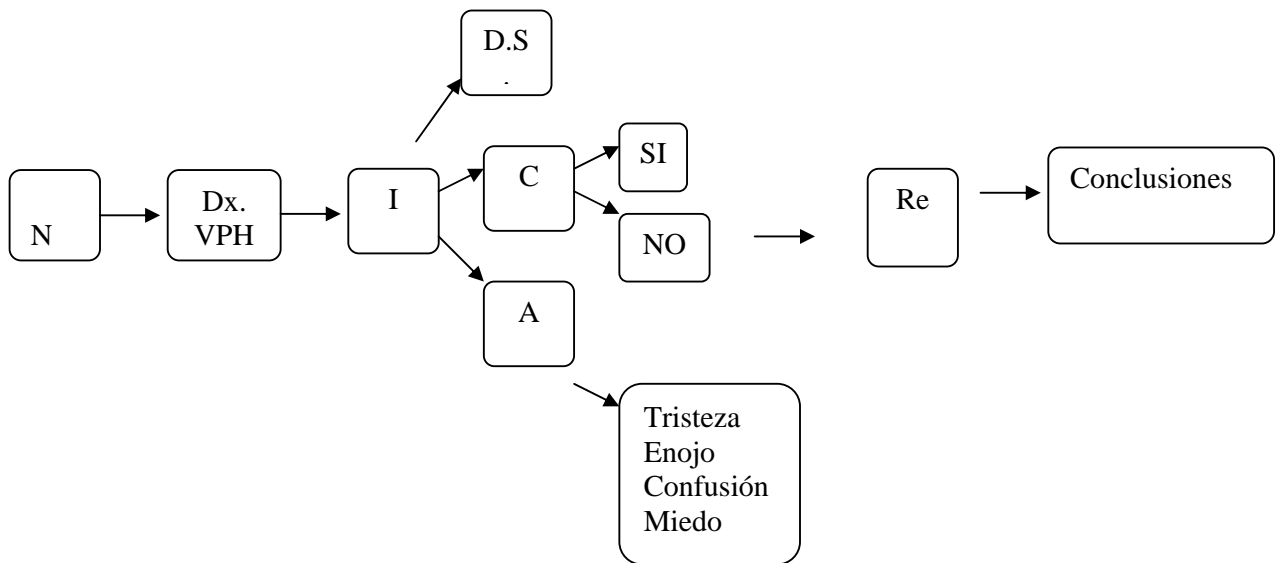 D.S
.
SI
C
I
Dx.
VPH
N
NO
Re
Conclusiones
A
Tristeza
Enojo
Confusión
Miedo